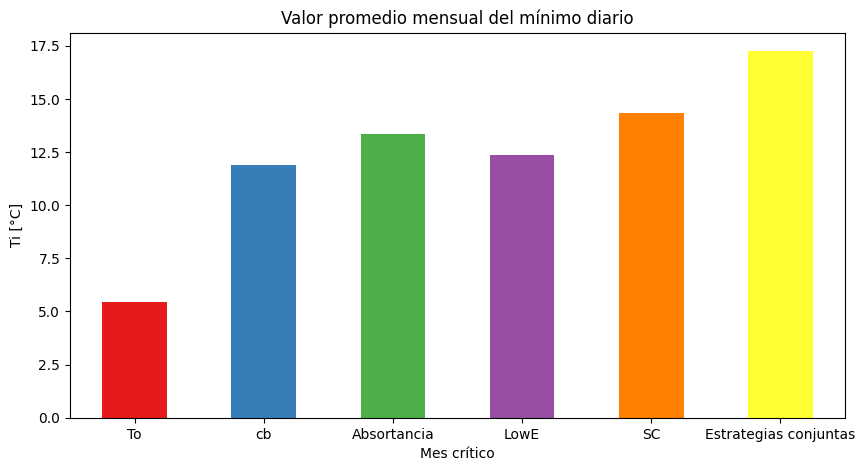 Valor promedio mensual del mínimo diario
Ti [°C]
17.5
15.0
12.5
10.0
7.5
5.0
2.5
0.0
To cb Absortancia LowE SC Estrategias conjuntas
Mes crítico